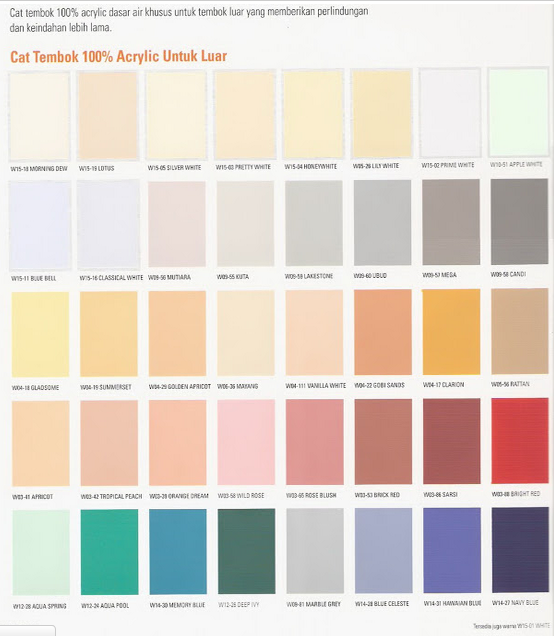 Cat tembok 100% acrylic dasar air khusus untuk tembok luar yang memberikan perlindungan
dan keindahan lebih lama.
Cat Tembok 100% Acrylic Untuk Luar
W15-18 MORNING DEW W15-19 LOTUS W15-05 SILVER WHITE W15-03 PRETTY WHITE W15-04 HONEYWHITE W05-26 LILY WHITE W15-02 PRIME WHITE W10-51 APPLE WHITE
W15-11 BLUE BELL W15-16 CLASSICAL WHITE W09-56 MUTIARA W09-55 KUTA W09-59 LAKESTONE W09-60 UBUD W09-57 MEGA W09-58 CANDI
W04-18 GLADSOME W04-19 SUMMERSET W04-29 GOLDEN APRICOT W06-36 MAYANG W04-111 VANILLA WHITE W04-22 GOBI SANDS W04-17 CLARION W05-56 RATTAN
W03-41 APRICOT W03-42 TROPICAL PEACH W03-39 ORANGE DREAM W03-58 WILD ROSE W03-65 ROSE BLUSH W03-53 BRICK RED W03-86 SARSI W03-88 BRIGHT RED
W12-28 AQUA SPRING W12-24 AQUA POOL W14-30 MEMORY BLUE W12-26 DEEP IVY W09-61 MARBLE GREY W14-28 BLUE CELESTE W14-31 HAWAIIAN BLUE W14-27 NAVY BLUE
Tersedia juga warna W15-01 WHITE